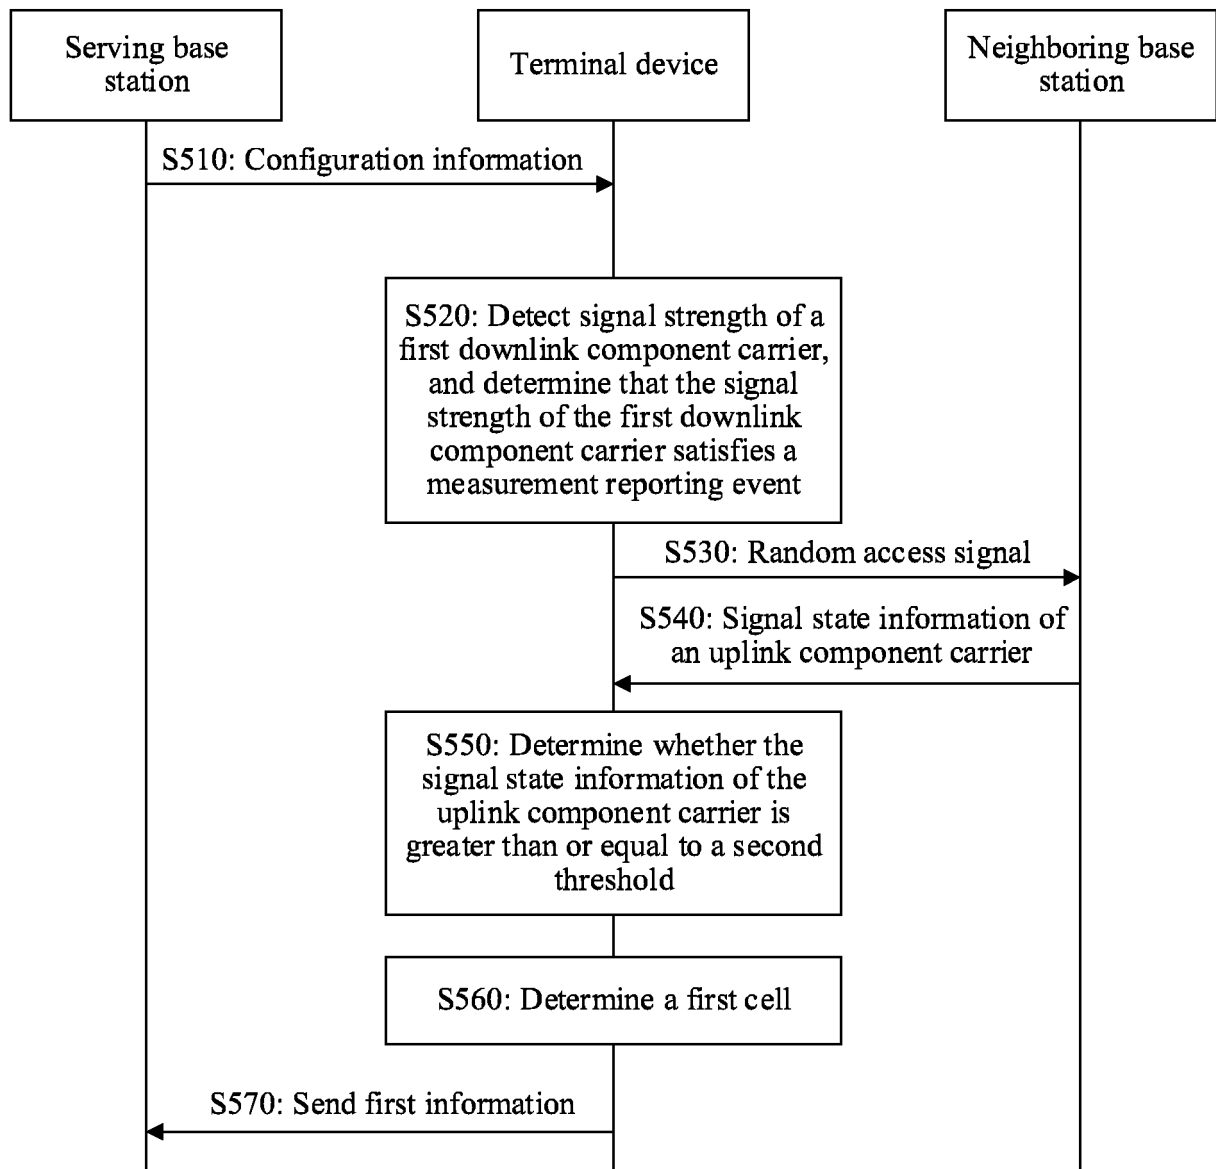 Serving base
station
Terminal device
Neighboring base
station
S510: Configuration information
S520: Detect signal strength of a
first downlink component carrier,
and determine that the signal
strength of the first downlink
component carrier satisfies a
measurement reporting event
S530: Random access signal
S540: Signal state information of
an uplink component carrier
S550: Determine whether the
signal state information of the
uplink component carrier is
greater than or equal to a second
threshold
S560: Determine a first cell
S570: Send first information